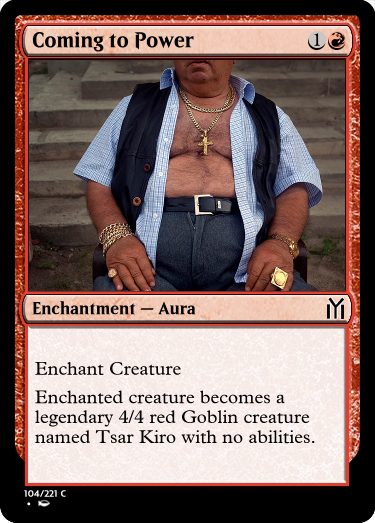 Coming to Power 1
Enchantment — Aura
Enchant Creature
Enchanted creature becomes a
legendary 4/4 red Goblin creature
named Tsar Kiro with no abilities.
104/221 C